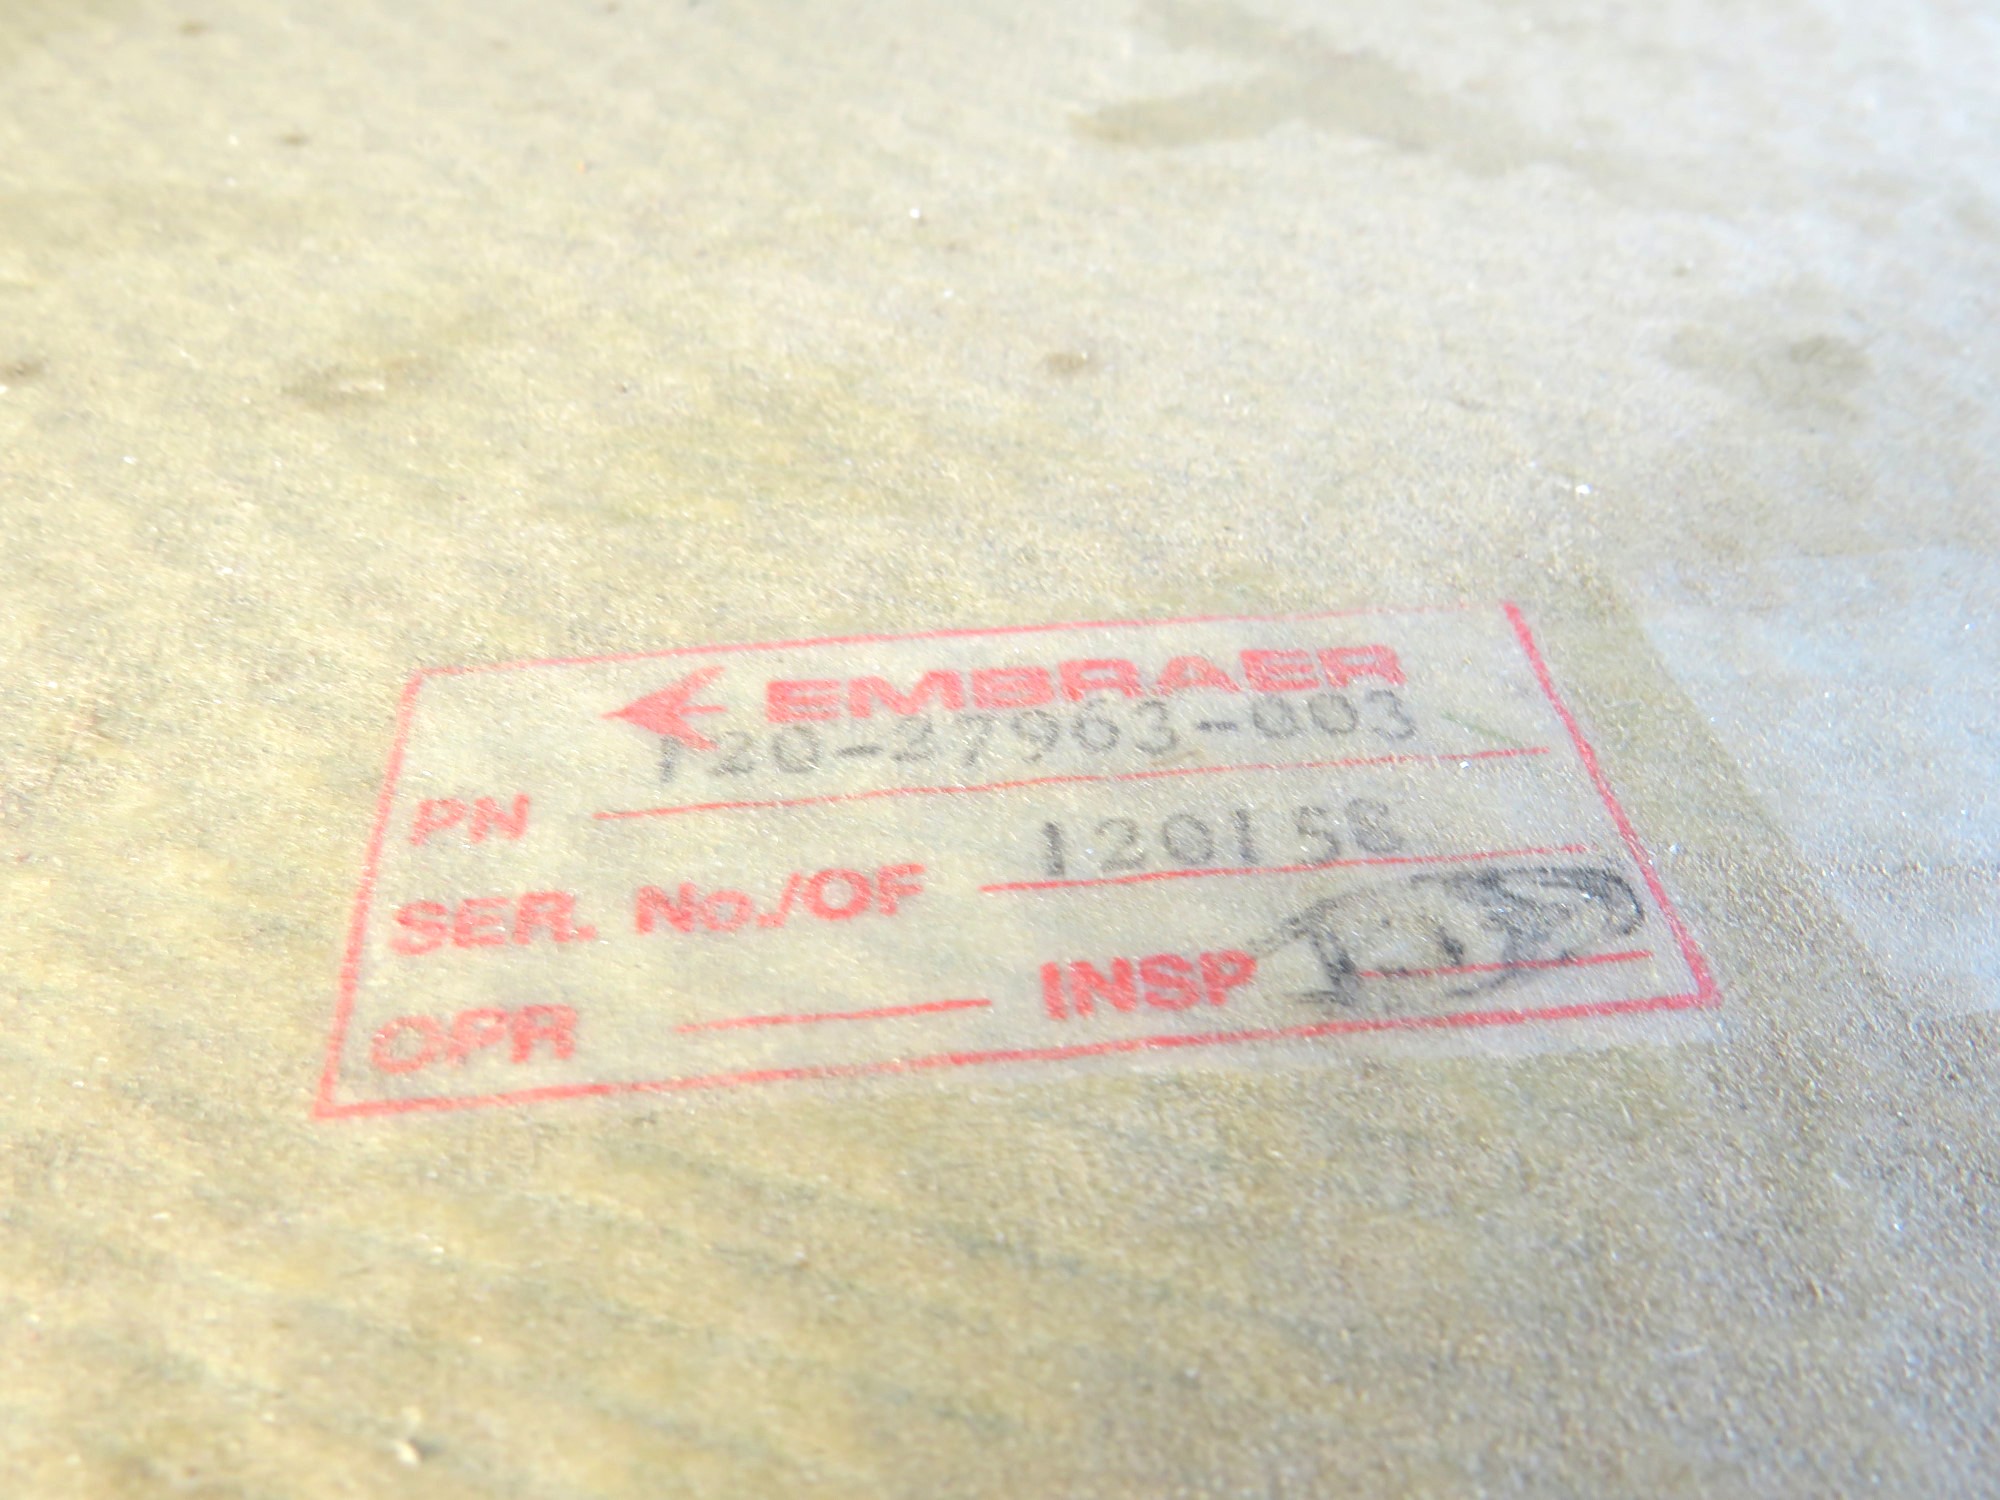 EMBRAER
PN 120-27963-003
SER. No./OF 120158
OPR INSP